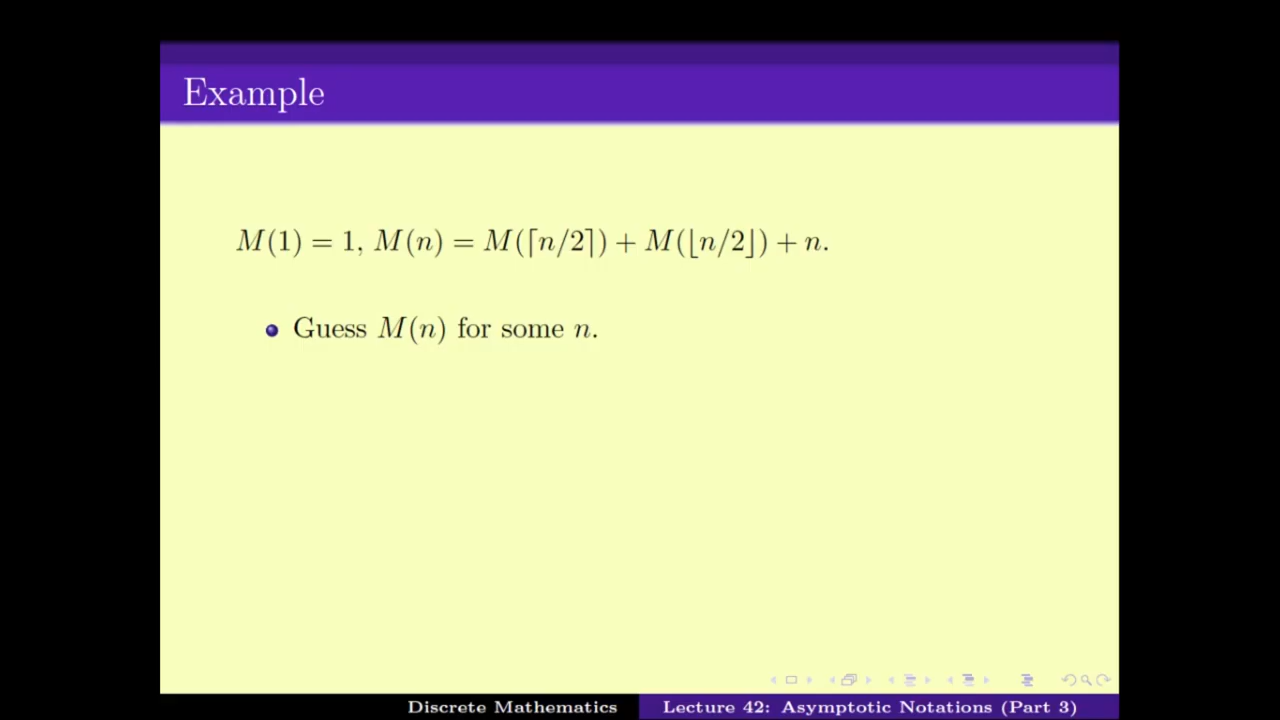 Example
M(1) = 1, M(n) = M(⌈n/2⌉) + M(⌊n/2⌋) + n.
Guess M(n) for some n.
Discrete Mathematics
Lecture 42: Asymptotic Notations (Part 3)